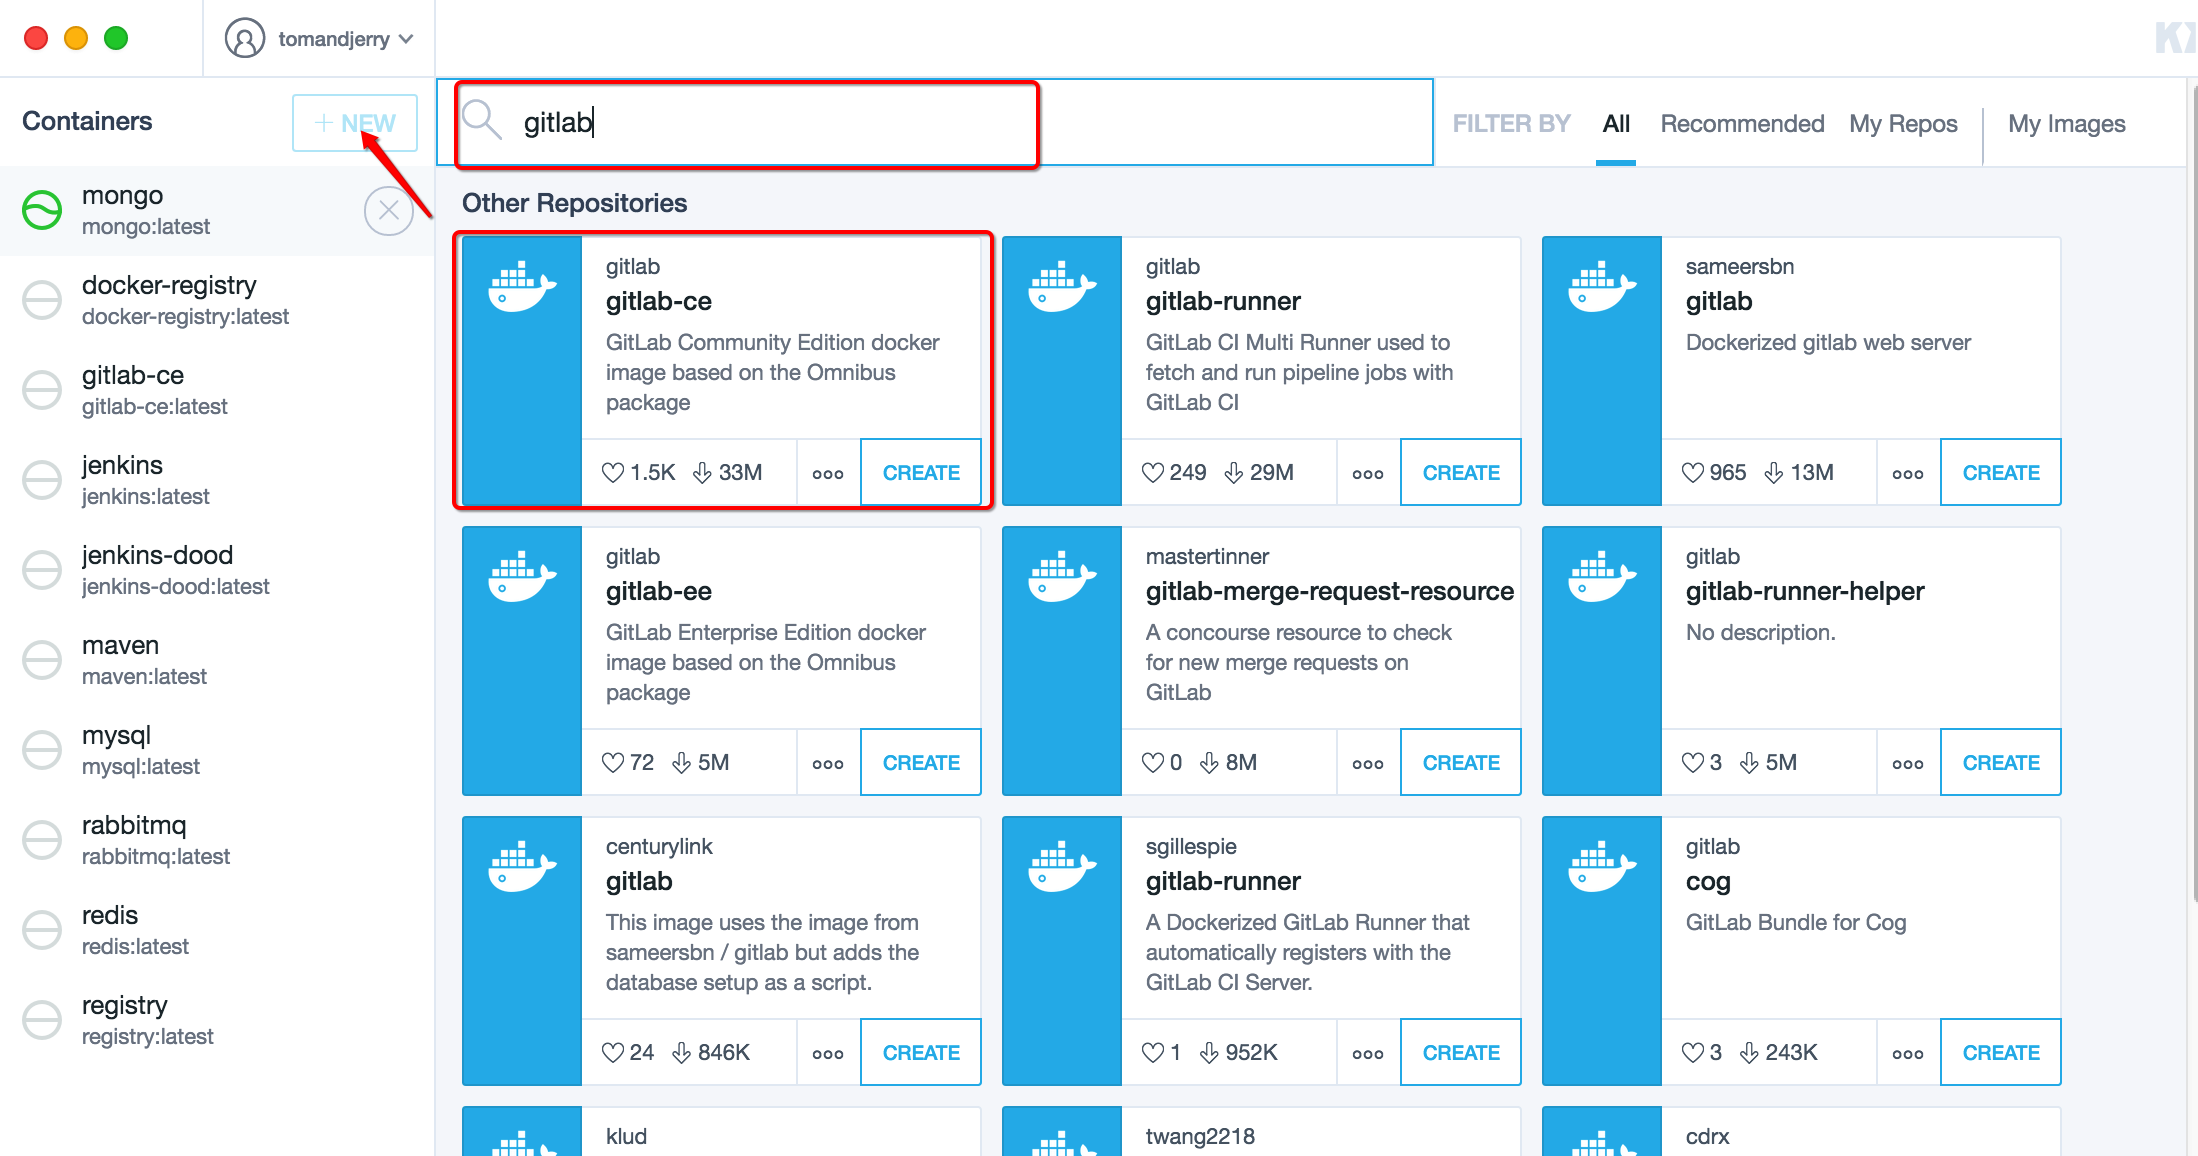 tomandjerry
Containers
+ NEW
mongo
mongo:latest
docker-registry
docker-registry:latest
gitlab-ce
gitlab-ce:latest
jenkins
jenkins:latest
jenkins-dood
jenkins-dood:latest
maven
maven:latest
mysql
mysql:latest
rabbitmq
rabbitmq:latest
redis
redis:latest
registry
registry:latest
gitlab
FILTER BY All Recommended My Repos My Images
Other Repositories
gitlab
gitlab-ce
GitLab Community Edition docker
image based on the Omnibus
package
1.5K 33M CREATE
gitlab
gitlab-runner
GitLab CI Multi Runner used to
fetch and run pipeline jobs with
GitLab CI
249 29M CREATE
sameersbn
gitlab
Dockerized gitlab web server
965 13M CREATE
gitlab
gitlab-ee
GitLab Enterprise Edition docker
image based on the Omnibus
package
72 5M CREATE
mastertinner
gitlab-merge-request-resource
A concourse resource to check
for new merge requests on
GitLab
0 8M CREATE
gitlab
gitlab-runner-helper
No description.
3 5M CREATE
centurylink
gitlab
This image uses the image from
sameersbn / gitlab but adds the
database setup as a script.
24 846K CREATE
sgillespie
gitlab-runner
A Dockerized GitLab Runner that
automatically registers with the
GitLab CI Server.
1 952K CREATE
gitlab
cog
GitLab Bundle for Cog
3 243K CREATE
klud
twang2218
cdrx